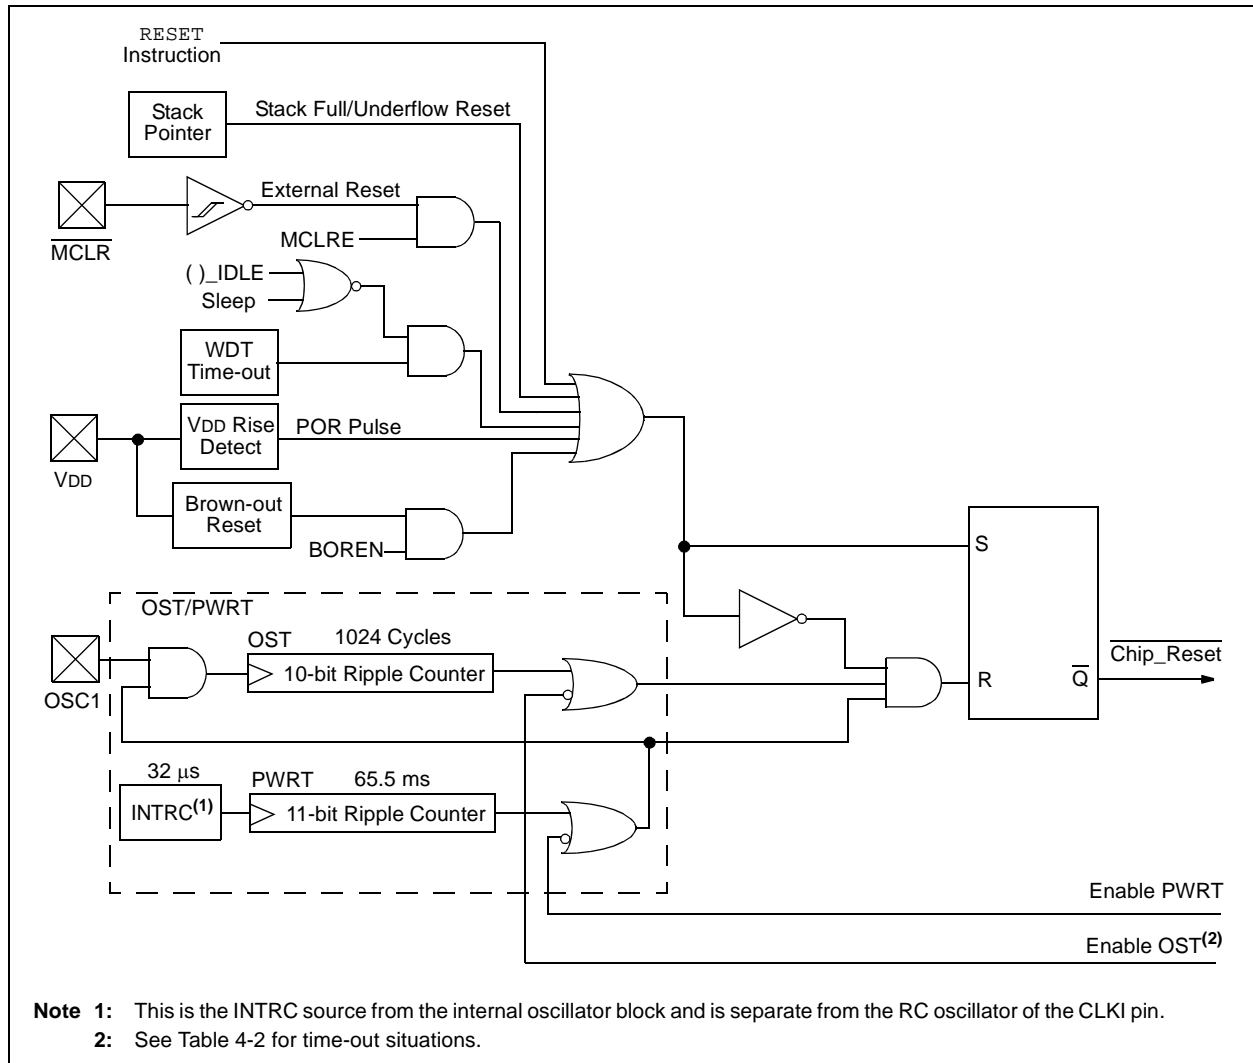 RESET
Instruction
Stack
Pointer
Stack Full/Underflow Reset
External Reset
MCLR
MCLRE
( )_IDLE
Sleep
WDT
Time-out
VDD Rise
Detect
POR Pulse
VDD
Brown-out
Reset
BOREN
S
OST/PWRT
OST
1024 Cycles
10-bit Ripple Counter
OSC1
R
Q
Chip_Reset
32 μs
INTRC(1)
PWRT
65.5 ms
11-bit Ripple Counter
Enable PWRT
Enable OST(2)
Note 1: This is the INTRC source from the internal oscillator block and is separate from the RC oscillator of the CLKI pin.
2: See Table 4-2 for time-out situations.